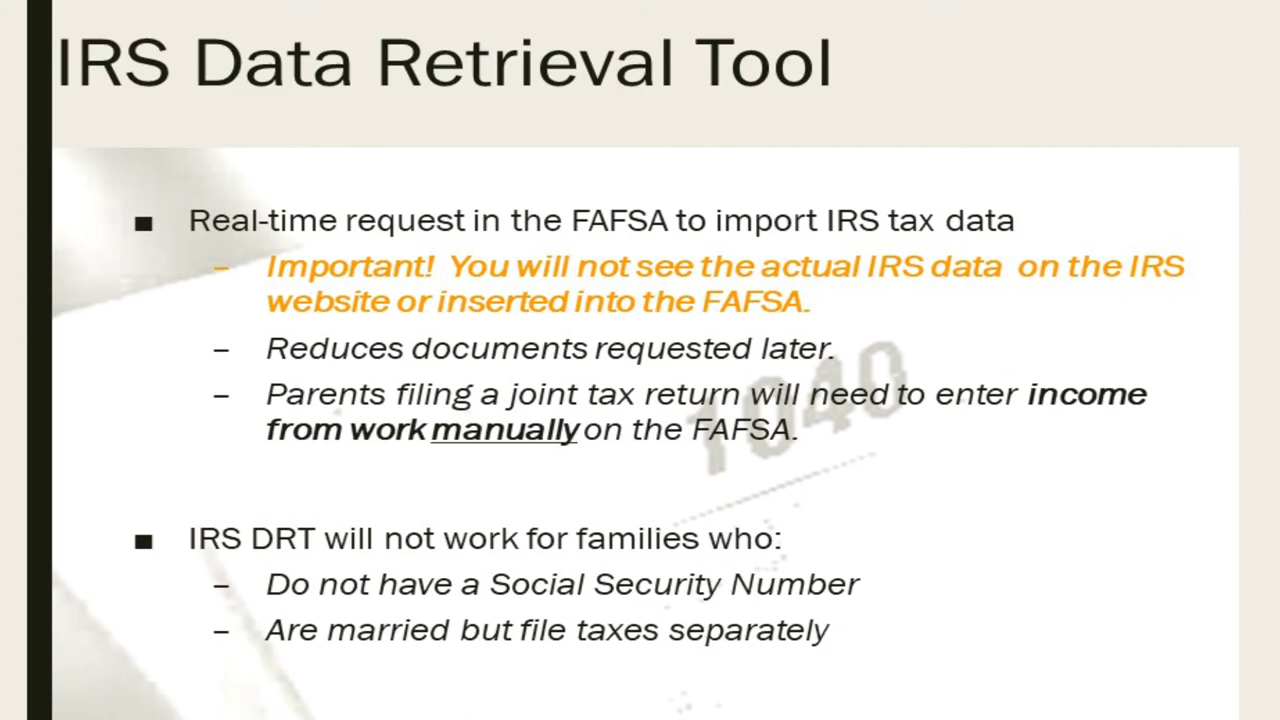 IRS Data Retrieval Tool
■ Real-time request in the FAFSA to import IRS tax data
– Important! You will not see the actual IRS data on the IRS
website or inserted into the FAFSA.
– Reduces documents requested later.
– Parents filing a joint tax return will need to enter income
from work manually on the FAFSA.
1040
■ IRS DRT will not work for families who:
– Do not have a Social Security Number
– Are married but file taxes separately